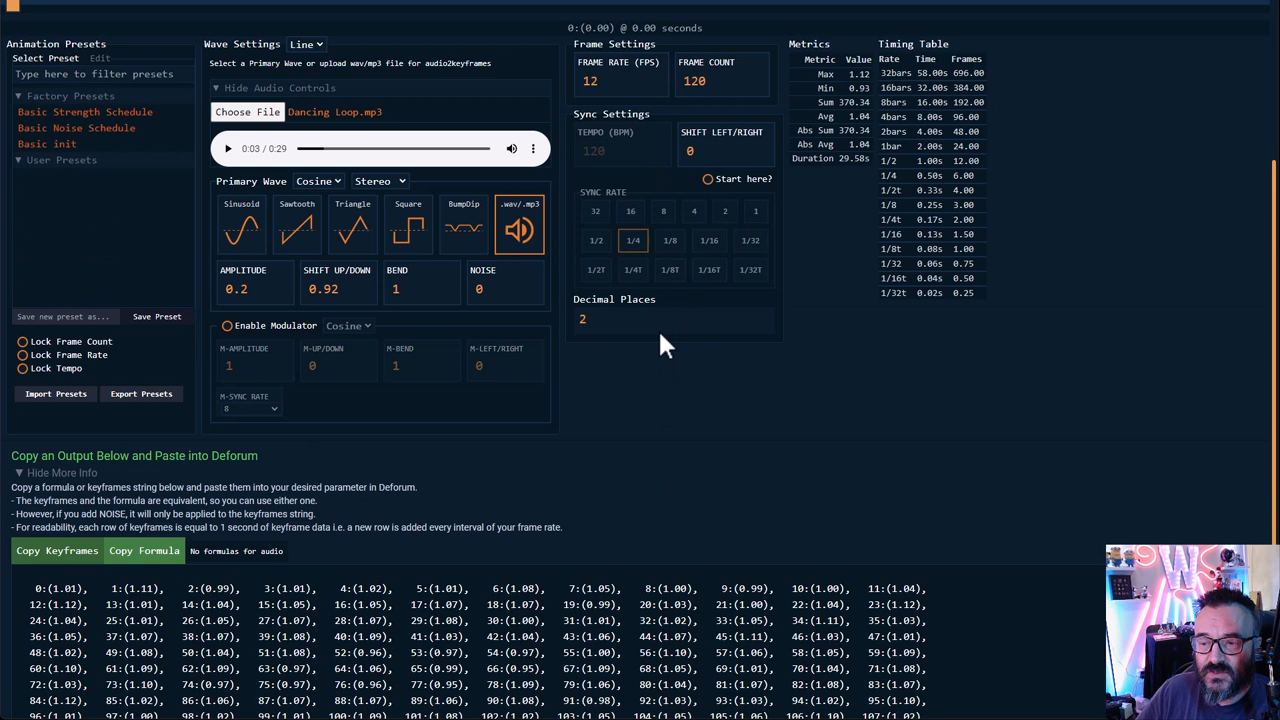 0:(0.00) @ 0.00 seconds
Animation Presets
Select Preset Edit
Type here to filter presets
▼ Factory Presets
Basic Strength Schedule
Basic Noise Schedule
Basic init
▼ User Presets
Save new preset as... Save Preset
Lock Frame Count
Lock Frame Rate
Lock Tempo
Import Presets Export Presets
Wave Settings Line
Select a Primary Wave or upload wav/mp3 file for audio2keyframes
▼ Hide Audio Controls
Choose File Dancing Loop.mp3
0:03 / 0:29
Primary Wave Cosine Stereo
Sinusoid Sawtooth Triangle Square BumpDip .wav/.mp3
AMPLITUDE SHIFT UP/DOWN BEND NOISE
0.2 0.92 1 0
Enable Modulator Cosine
M-AMPLITUDE M-UP/DOWN M-BEND M-LEFT/RIGHT
1 0 1 0
M-SYNC RATE
8
Frame Settings
FRAME RATE (FPS) FRAME COUNT
12 120
Sync Settings
TEMPO (BPM) SHIFT LEFT/RIGHT
120 0
Start here?
SYNC RATE
32 16 8 4 2 1
1/2 1/4 1/8 1/16 1/32
1/2T 1/4T 1/8T 1/16T 1/32T
Decimal Places
2
Metrics
Metric Value
Max 1.12
Min 0.93
Sum 370.34
Avg 1.04
Abs Sum 370.34
Abs Avg 1.04
Duration 29.58s
Timing Table
Rate Time Frames
32bars 58.00s 696.00
16bars 32.00s 384.00
8bars 16.00s 192.00
4bars 8.00s 96.00
2bars 4.00s 48.00
1bar 2.00s 24.00
1/2 1.00s 12.00
1/4 0.50s 6.00
1/2t 0.33s 4.00
1/8 0.25s 3.00
1/4t 0.17s 2.00
1/16 0.13s 1.50
1/8t 0.08s 1.00
1/32 0.06s 0.75
1/16t 0.04s 0.50
1/32t 0.02s 0.25
Copy an Output Below and Paste into Deforum
▼ Hide More Info
Copy a formula or keyframes string below and paste them into your desired parameter in Deforum.
- The keyframes and the formula are equivalent, so you can use either one.
- However, if you add NOISE, it will only be applied to the keyframes string.
- For readability, each row of keyframes is equal to 1 second of keyframe data i.e. a new row is added every interval of your frame rate.
Copy Keyframes Copy Formula No formulas for audio
0:(1.01), 1:(1.11), 2:(0.99), 3:(1.01), 4:(1.02), 5:(1.01), 6:(1.08), 7:(1.05), 8:(1.00), 9:(0.99), 10:(1.00), 11:(1.04),
12:(1.12), 13:(1.01), 14:(1.04), 15:(1.05), 16:(1.05), 17:(1.07), 18:(1.07), 19:(0.98), 20:(1.03), 21:(1.00), 22:(1.04), 23:(1.12),
24:(1.04), 25:(1.01), 26:(1.05), 27:(1.07), 28:(1.07), 29:(1.08), 30:(1.00), 31:(1.01), 32:(1.02), 33:(1.05), 34:(1.11), 35:(1.03),
36:(1.05), 37:(1.07), 38:(1.07), 39:(1.08), 40:(1.09), 41:(1.03), 42:(1.04), 43:(1.06), 44:(1.07), 45:(1.11), 46:(1.07), 47:(1.01),
48:(1.02), 49:(1.08), 50:(1.04), 51:(1.08), 52:(0.96), 53:(0.94), 54:(0.97), 55:(1.00), 56:(1.10), 57:(1.06), 58:(1.05), 59:(1.04),
60:(1.10), 61:(1.09), 62:(1.09), 63:(0.97), 64:(1.06), 65:(0.99), 66:(0.95), 67:(1.08), 68:(1.05), 69:(1.01), 70:(1.04), 71:(1.08),
72:(1.03), 73:(1.10), 74:(0.97), 75:(0.97), 76:(0.96), 77:(0.95), 78:(1.09), 79:(1.06), 80:(1.04), 81:(1.02), 82:(1.08), 83:(1.07),
84:(1.08), 85:(1.02), 86:(1.06), 87:(1.03), 88:(0.97), 89:(1.08), 90:(1.07), 91:(1.03), 92:(1.03), 93:(1.08), 94:(0.95), 95:(1.10),